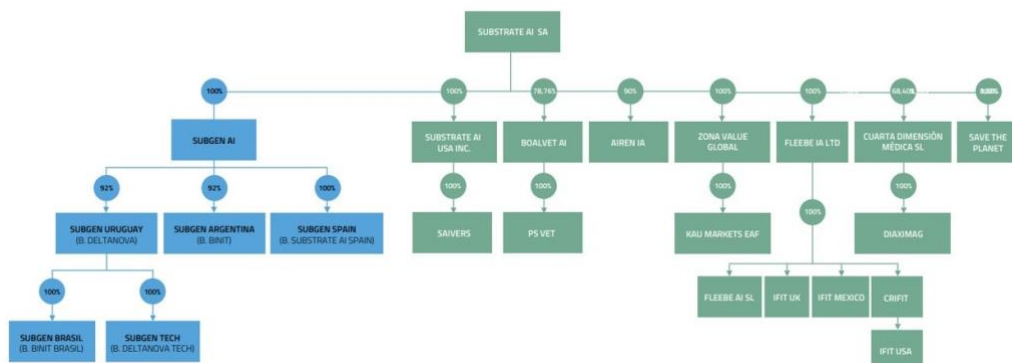 SUBSTRATE AI SA
100%
100%
78,76%
90%
100%
100%
68,40%
SUBGEN AI
SUBSTRATE AI
USA INC.
BOALVET AI
AIREN IA
ZONA VALUE
GLOBAL
FLEEBE IA LTD
CUARTA DIMENSIÓN
MÉDICA SL
SAVE THE
PLANET
92%
92%
100%
100%
100%
100%
100%
100%
SUBGEN URUGUAY
(B. DELTANOVA)
SUBGEN ARGENTINA
(B. BINIT)
SUBGEN SPAIN
(B. SUBSTRATE AI SPAIN)
SAIVERS
PS VET
KAU MARKETS EAF
DIAXIMAG
100%
100%
FLEEBE AI SL
IFIT UK
IFIT MEXICO
CRIFIT
SUBGEN BRASIL
(B. BINIT BRASIL)
SUBGEN TECH
(B. DELTANOVA TECH)
IFIT USA